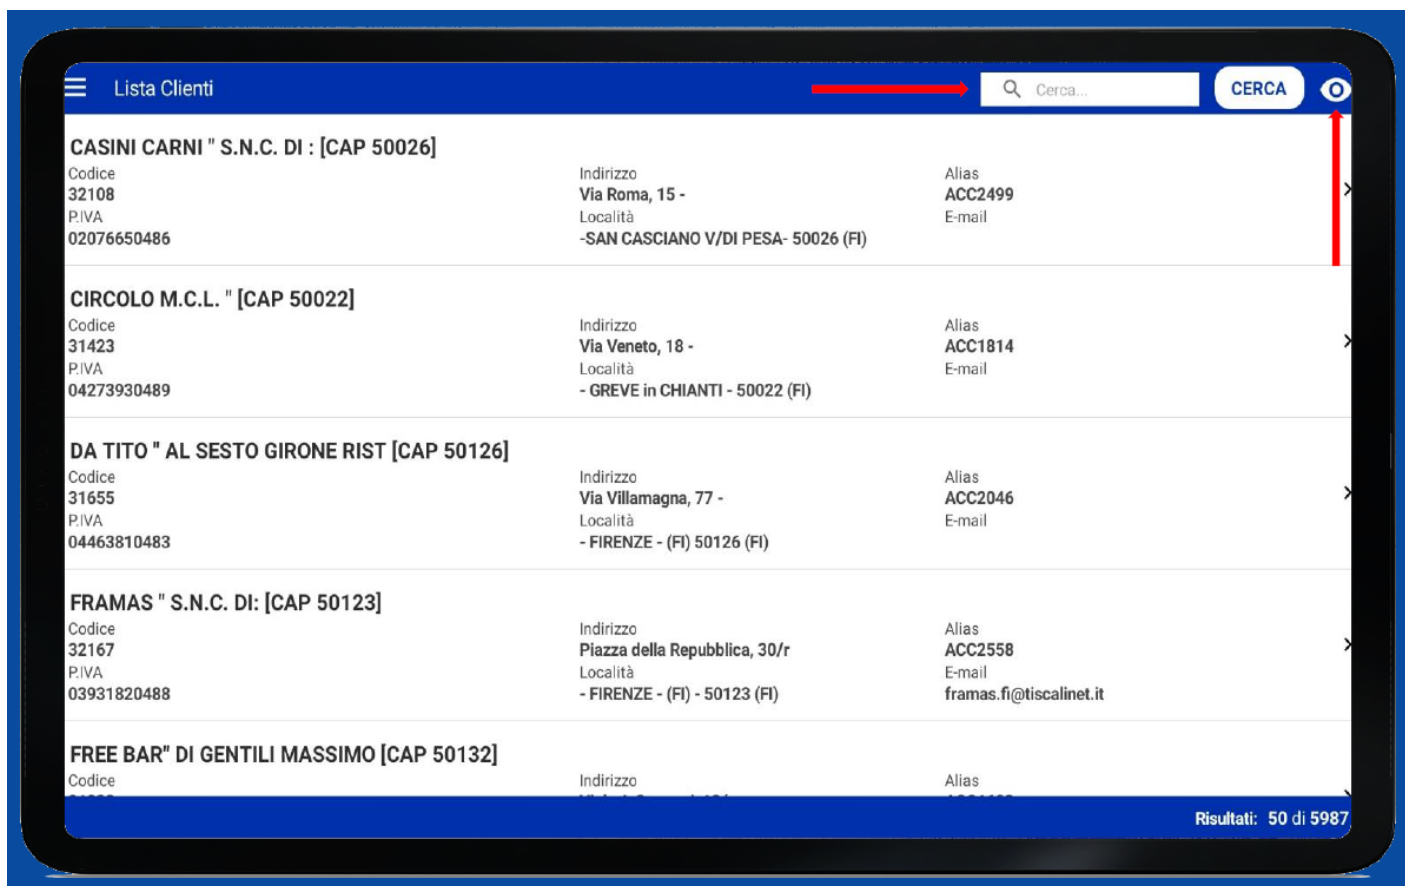 Lista Clienti
Cerca...
CERCA
CASINI CARNI " S.N.C. DI : [CAP 50026]
Codice Indirizzo Alias
32108 Via Roma, 15 - ACC2499
P.IVA Località E-mail
02076650486 -SAN CASCIANO V/DI PESA- 50026 (FI)
CIRCOLO M.C.L. " [CAP 50022]
Codice Indirizzo Alias
31423 Via Veneto, 18 - ACC1814
P.IVA Località E-mail
04273930489 - GREVE in CHIANTI - 50022 (FI)
DA TITO " AL SESTO GIRONE RIST [CAP 50126]
Codice Indirizzo Alias
31655 Via Villamagna, 77 - ACC2046
P.IVA Località E-mail
04463810483 - FIRENZE - (FI) 50126 (FI)
FRAMAS " S.N.C. DI: [CAP 50123]
Codice Indirizzo Alias
32167 Piazza della Repubblica, 30/r ACC2558
P.IVA Località E-mail
03931820488 - FIRENZE - (FI) - 50123 (FI) framas.fi@tiscalinet.it
FREE BAR" DI GENTILI MASSIMO [CAP 50132]
Codice Indirizzo Alias
Risultati: 50 di 5987